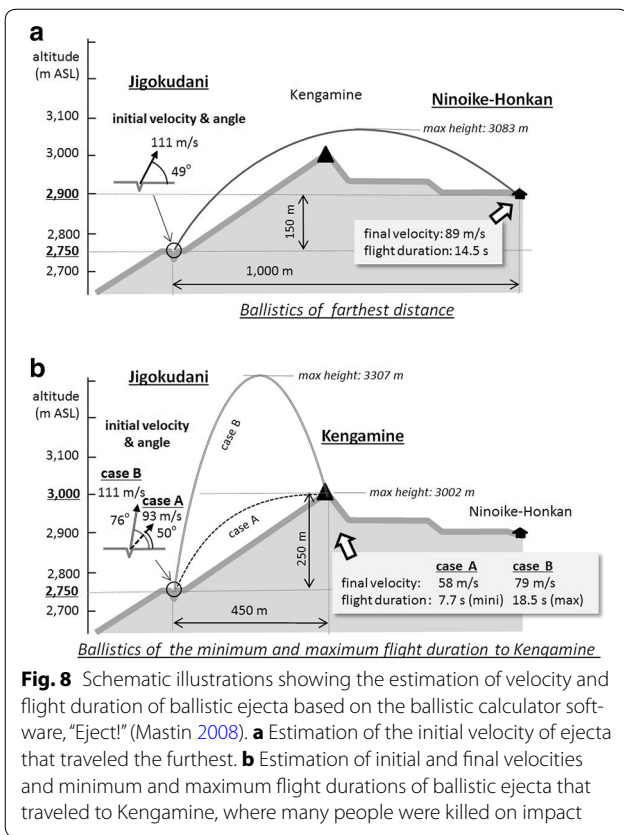 a
altitude
(m ASL)
Jigokudani
Kengamine
Ninoike-Honkan
initial velocity & angle
max height: 3083 m
111 m/s
49°
3,100
3,000
2,900
2,800
2,750
2,700
150 m
final velocity: 89 m/s
flight duration: 14.5 s
1,000 m
Ballistics of farthest distance
b
altitude
(m ASL)
Jigokudani
max height: 3307 m
initial velocity
& angle
Kengamine
case B
111 m/s
case A
93 m/s
76°
50°
3,100
3,000
2,900
2,800
2,750
2,700
case B
case A
max height: 3002 m
Ninoike-Honkan
250 m
450 m
case A case B
final velocity: 58 m/s 79 m/s
flight duration : 7.7 s (mini) 18.5 s (max)
Ballistics of the minimum and maximum flight duration to Kengamine
Fig. 8 Schematic illustrations showing the estimation of velocity and
flight duration of ballistic ejecta based on the ballistic calculator soft-
ware, "Eject!" (Mastin 2008). a Estimation of the initial velocity of ejecta
that traveled the furthest. b Estimation of initial and final velocities
and minimum and maximum flight durations of ballistic ejecta that
traveled to Kengamine, where many people were killed on impact